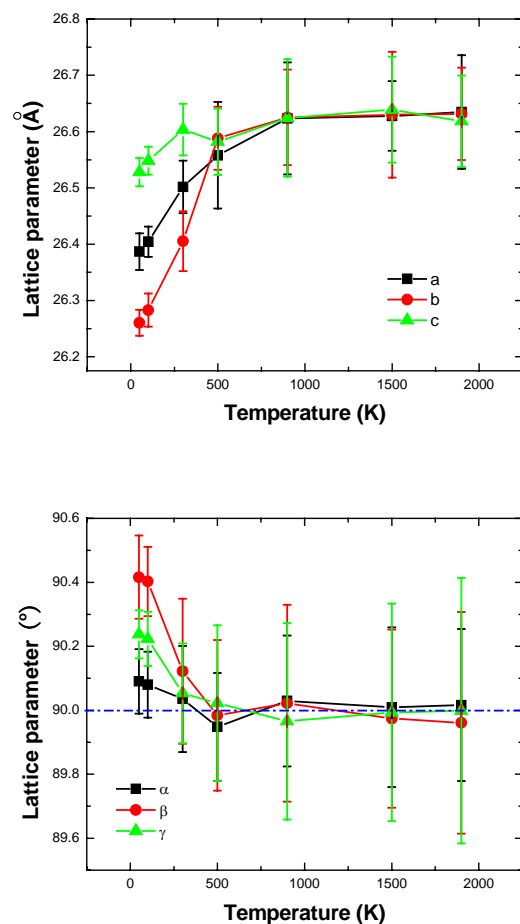 26.8
26.7
26.6
26.5
26.4
26.3
26.2
Lattice parameter (Å)
a
b
c
0 500 1000 1500 2000
Temperature (K)
90.6
90.4
90.2
90.0
89.8
89.6
Lattice parameter (°)
α
β
γ
0 500 1000 1500 2000
Temperature (K)